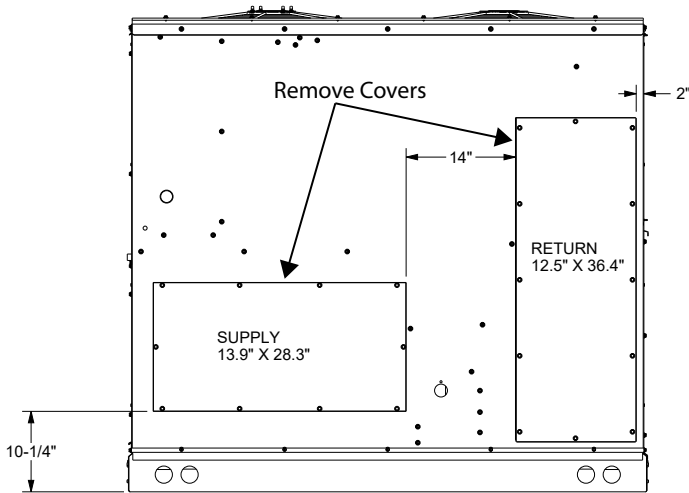 Remove Covers
2"
14"
RETURN
12.5" X 36.4"
SUPPLY
13.9" X 28.3"
10-1/4"